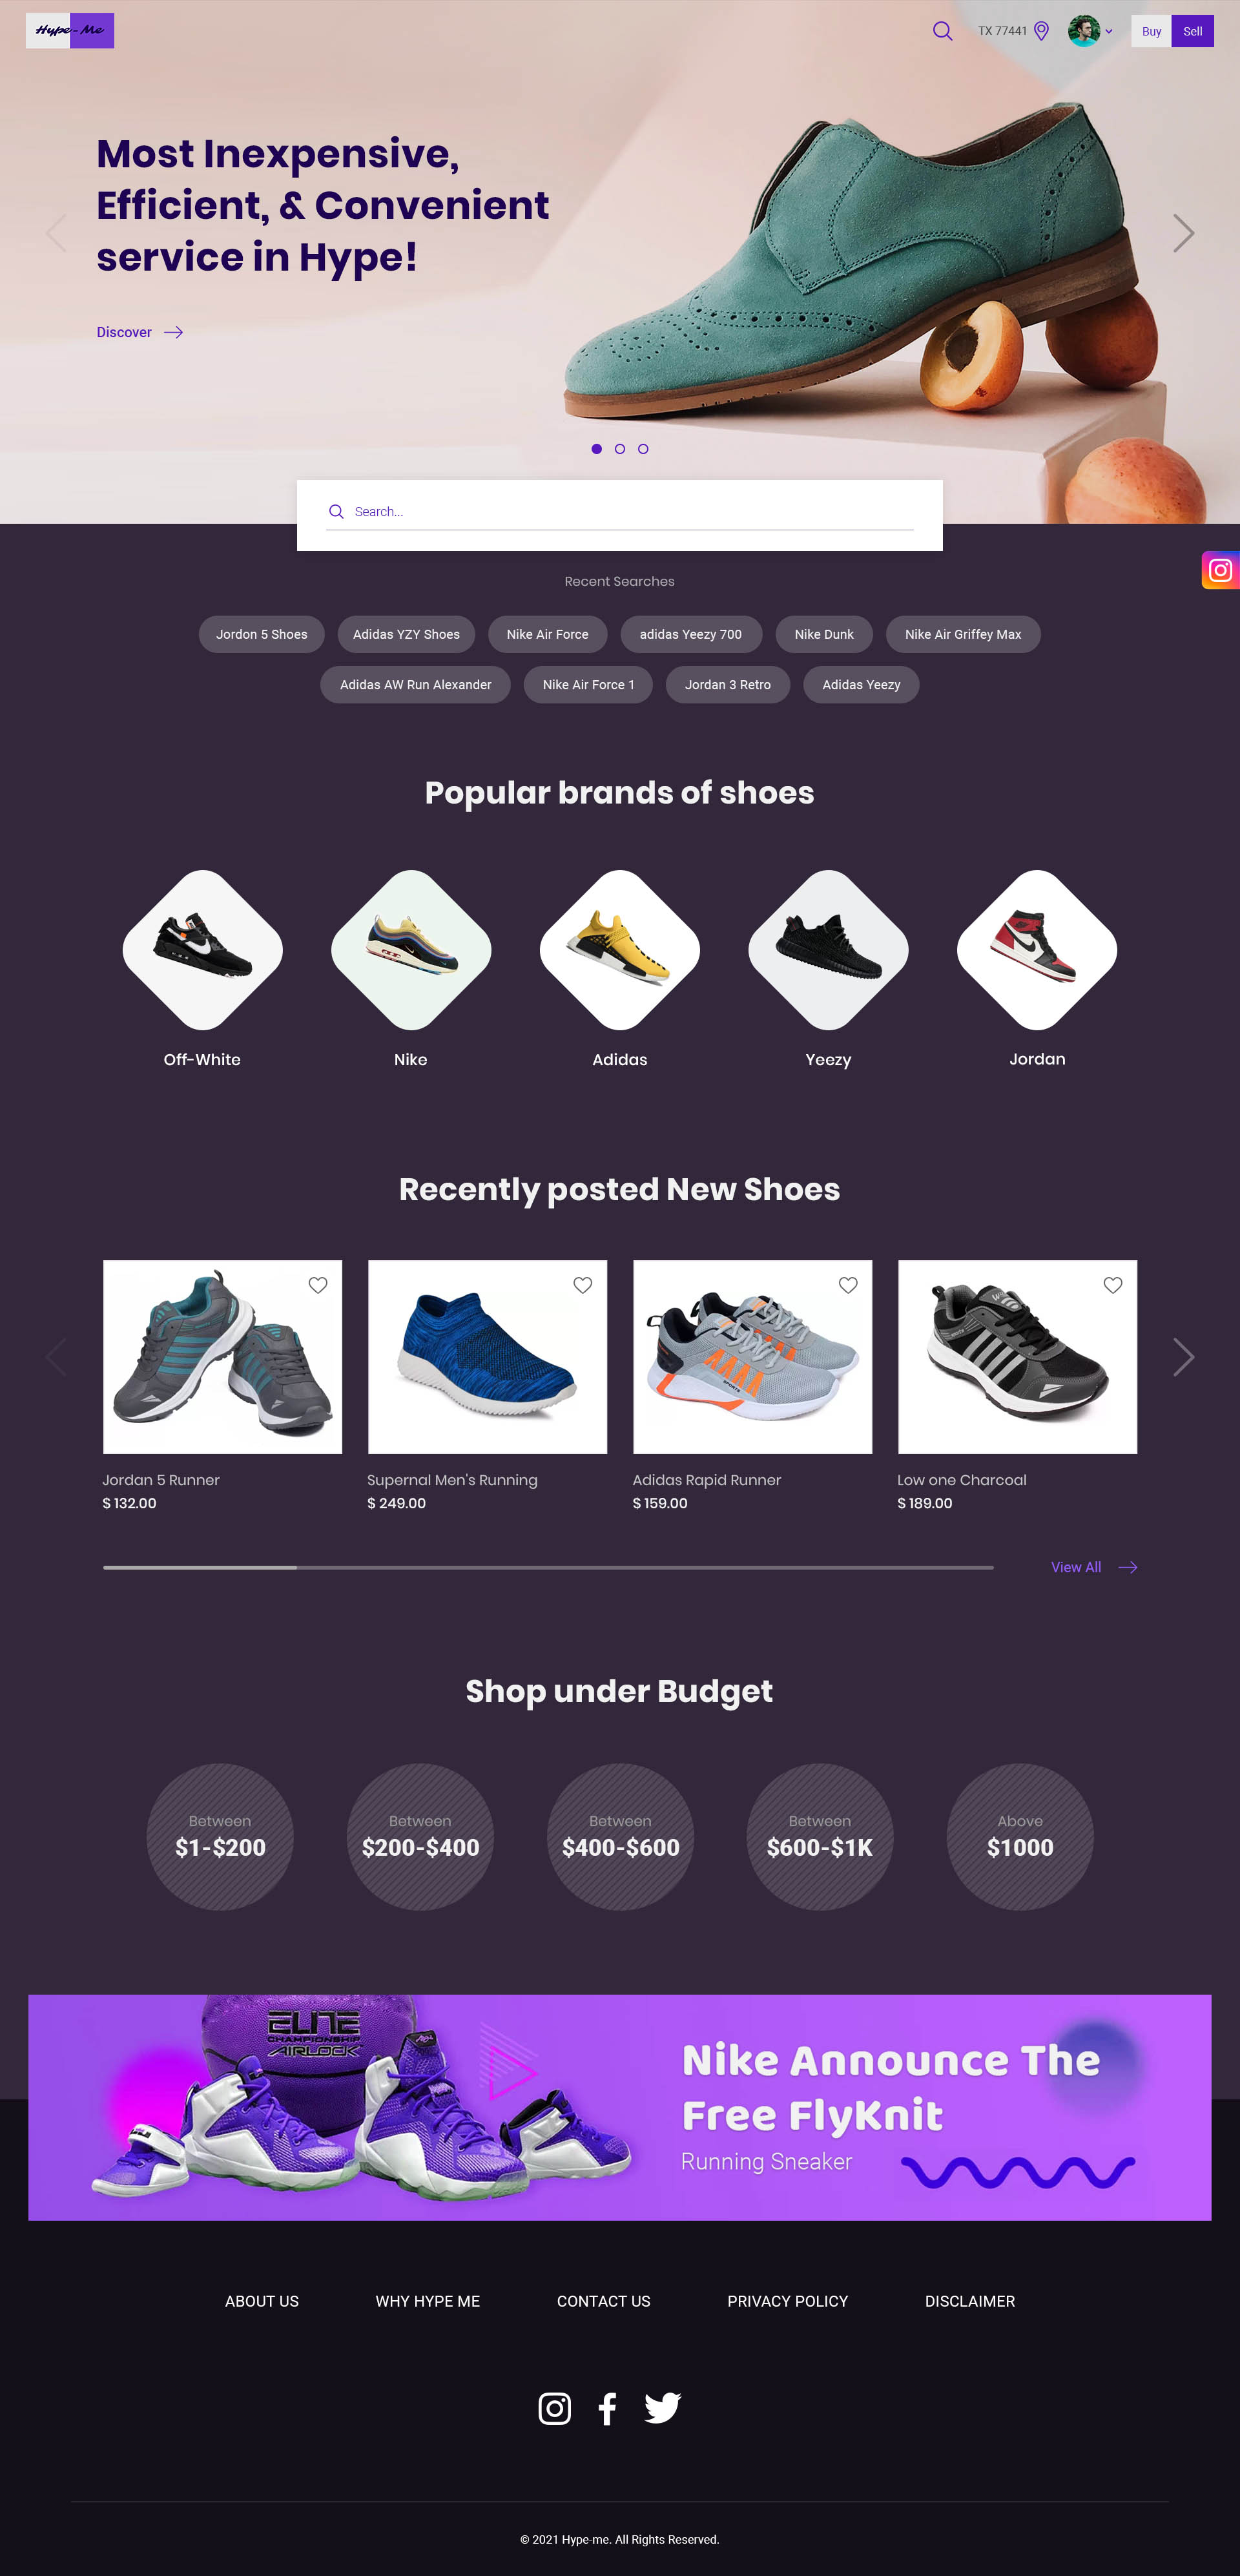 Hype-Me
TX 77441
Buy
Sell
Most Inexpensive,
Efficient, & Convenient
service in Hype!
Discover
Search...
Recent Searches
Jordon 5 Shoes
Adidas YZY Shoes
Nike Air Force
adidas Yeezy 700
Nike Dunk
Nike Air Griffey Max
Adidas AW Run Alexander
Nike Air Force 1
Jordan 3 Retro
Adidas Yeezy
Popular brands of shoes
Off-White
Nike
Adidas
Yeezy
Jordan
Recently posted New Shoes
SPORTS
Jordan 5 Runner
$ 132.00
Supernal Men's Running
$ 249.00
Adidas Rapid Runner
$ 159.00
Low one Charcoal
$ 189.00
View All
Shop under Budget
Between
$1-$200
Between
$200-$400
Between
$400-$600
Between
$600-$1K
Above
$1000
ELITE
CHAMPIONSHIP
AIRLOCK
Nike Announce The
Free FlyKnit
Running Sneaker
ABOUT US
WHY HYPE ME
CONTACT US
PRIVACY POLICY
DISCLAIMER
© 2021 Hype-me. All Rights Reserved.